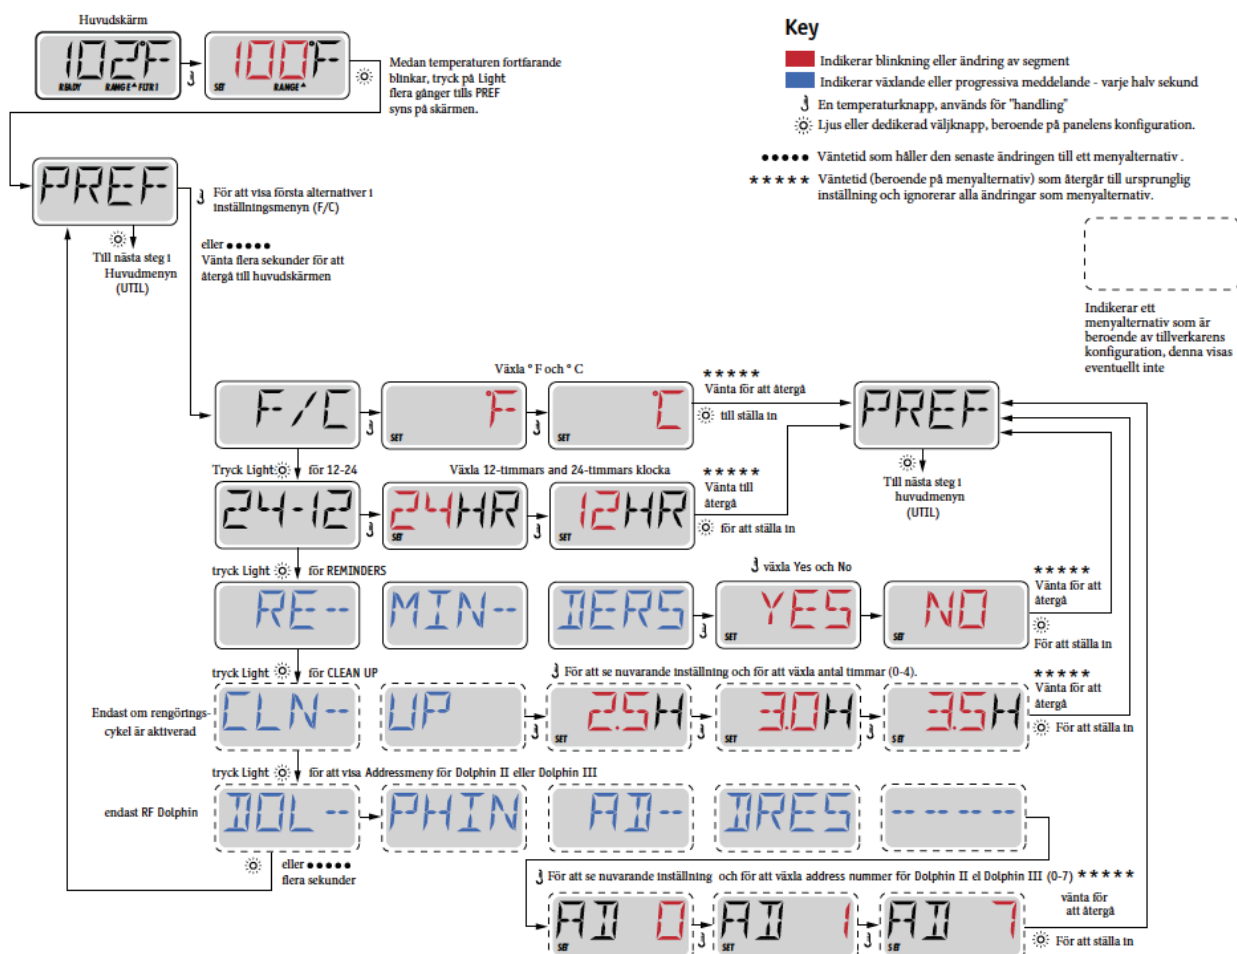 Huvudskärm
102°F
READY RANGE FLTR1
100°F
SET RANGE
Medan temperaturen fortfarande
blinkar, tryck på Light
flera gånger tills PREF
syns på skärmen.
Key
Indikerar blinkning eller ändring av segment
Indikerar växlande eller progressiva meddelande - varje halv sekund
En temperaturknapp, används för "handling"
Ljus eller dedikerad väljknapp, beroende på panelens konfiguration.
••••• Väntetid som håller den senaste ändringen till ett menyalternativ .
***** Väntetid (beroende på menyalternativ) som återgår till ursprunglig
inställning och ignorerar alla ändringar som menyalternativ.
Indikerar ett
menyalternativ som är
beroende av tillverkarens
konfiguration, denna visas
eventuellt inte
PREF
För att visa första alternativer i
inställningsmenyn (F/C)
eller •••••
Vänta flera sekunder för att
återgå till huvudskärmen
Till nästa steg i
Huvudmenyn
(UTIL)
Växla ° F och ° C
F/C
°F
SET
°C
SET
*****
Vänta för att återgå
till ställa in
PREF
Till nästa steg i
huvudmenyn
(UTIL)
Tryck Light för 12-24
Växla 12-timmars and 24-timmars klocka
24-12
24HR
SET
12HR
SET
*****
Vänta till
återgå
för att ställa in
tryck Light för REMINDERS
växla Yes och No
RE--
MIN--
DERS
YES
SET
NO
SET
*****
Vänta för att
återgå
För att ställa in
tryck Light för CLEAN UP
För att se nuvarande inställning och för att växla antal timmar (0-4).
Endast om rengörings-
cykel är aktiverad
CLN--
UP
2.5H
SET
3.0H
SET
3.5H
SET
*****
Vänta för att
återgå
För att ställa in
tryck Light för att visa Addressmeny för Dolphin II eller Dolphin III
endast RF Dolphin
DOL--
PHIN
AD--
DRES
--------
eller •••••
flera sekunder
För att se nuvarande inställning och för att växla address nummer för Dolphin II el Dolphin III (0-7) *****
AD 0
SET
AD 1
SET
AD 7
SET
vänta för
att återgå
För att ställa in